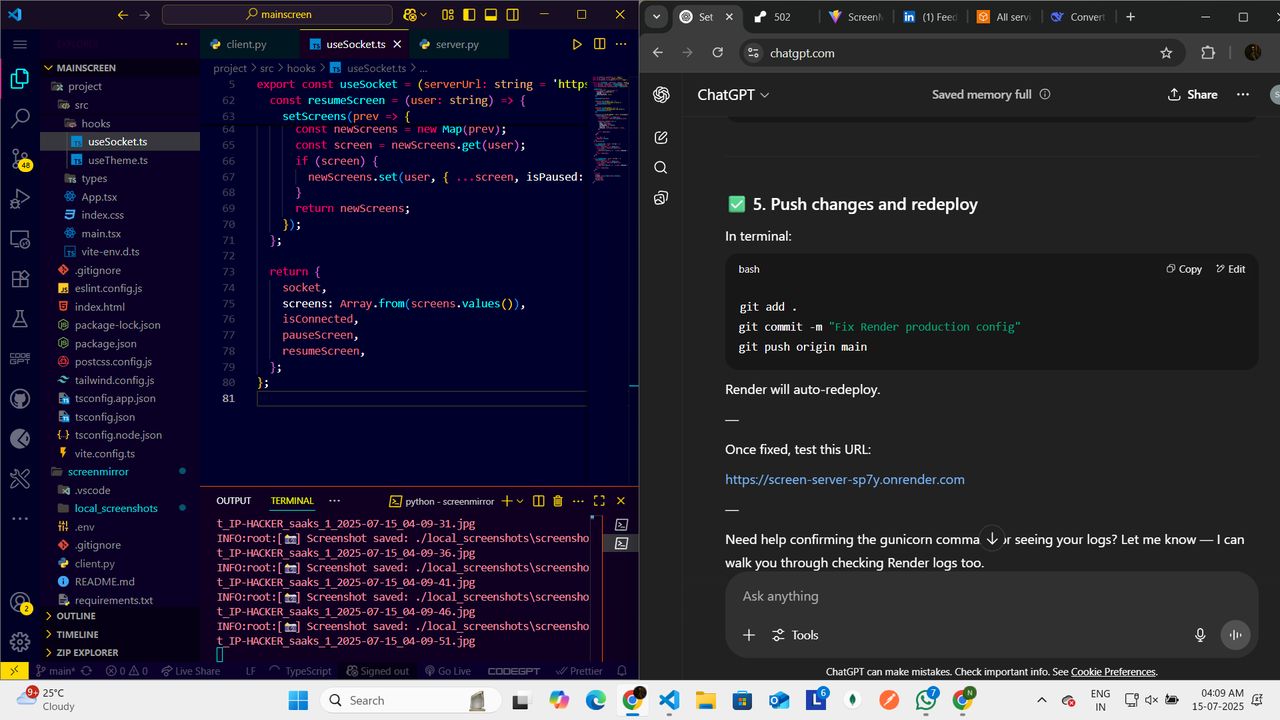 mainscreen
client.py
useSocket.ts
server.py
project > src > hooks > useSocket.ts > ...
MAINSCREEN
project
src
hooks
useSocket.ts
useTheme.ts
types
App.tsx
index.css
main.tsx
vite-env.d.ts
.gitignore
eslint.config.js
index.html
package-lock.json
package.json
postcss.config.js
tailwind.config.js
tsconfig.app.json
tsconfig.json
tsconfig.node.json
vite.config.ts
screenmirror
.vscode
local_screenshots
.env
.gitignore
client.py
README.md
requirements.txt
OUTLINE
TIMELINE
ZIP EXPLORER
48
2
5 export const useSocket = (serverUrl: string = 'https
62 const resumeScreen = (user: string) => {
63 setScreens(prev => {
64 const newScreens = new Map(prev);
65 const screen = newScreens.get(user);
66 if (screen) {
67 newScreens.set(user, { ...screen, isPaused:
68 }
69 return newScreens;
70 });
71 };
72
73 return {
74 socket,
75 screens: Array.from(screens.values()),
76 isConnected,
77 pauseScreen,
78 resumeScreen,
79 };
80 };
81
OUTPUT
TERMINAL
python - screenmirror
t_IP-HACKER_saaks_1_2025-07-15_04-09-31.jpg
INFO:root:[📷] Screenshot saved: ./local_screenshots\screensho
t_IP-HACKER_saaks_1_2025-07-15_04-09-36.jpg
INFO:root:[📷] Screenshot saved: ./local_screenshots\screensho
t_IP-HACKER_saaks_1_2025-07-15_04-09-41.jpg
INFO:root:[📷] Screenshot saved: ./local_screenshots\screensho
t_IP-HACKER_saaks_1_2025-07-15_04-09-46.jpg
INFO:root:[📷] Screenshot saved: ./local_screenshots\screensho
t_IP-HACKER_saaks_1_2025-07-15_04-09-51.jpg
main* 0 0 Live Share LF TypeScript Signed out Go Live CODEGPT Prettier
Set
502
ScreenM
(1) Feed
All servi
Convert
chatgpt.com
ChatGPT
Saved memory full
Share
✅ 5. Push changes and redeploy
In terminal:
bash
Copy
Edit
git add .
git commit -m "Fix Render production config"
git push origin main
Render will auto-redeploy.
—
Once fixed, test this URL:
https://screen-server-sp7y.onrender.com
—
Need help confirming the gunicorn comma or seeing your logs? Let me know — I can
walk you through checking Render logs too.
Ask anything
Tools
ChatGPT can make mistakes. Check important info. See Cookie Preferences.
9+
25°C
Cloudy
Search
6
7
N
ENG
IN
04:09 AM
15-07-2025